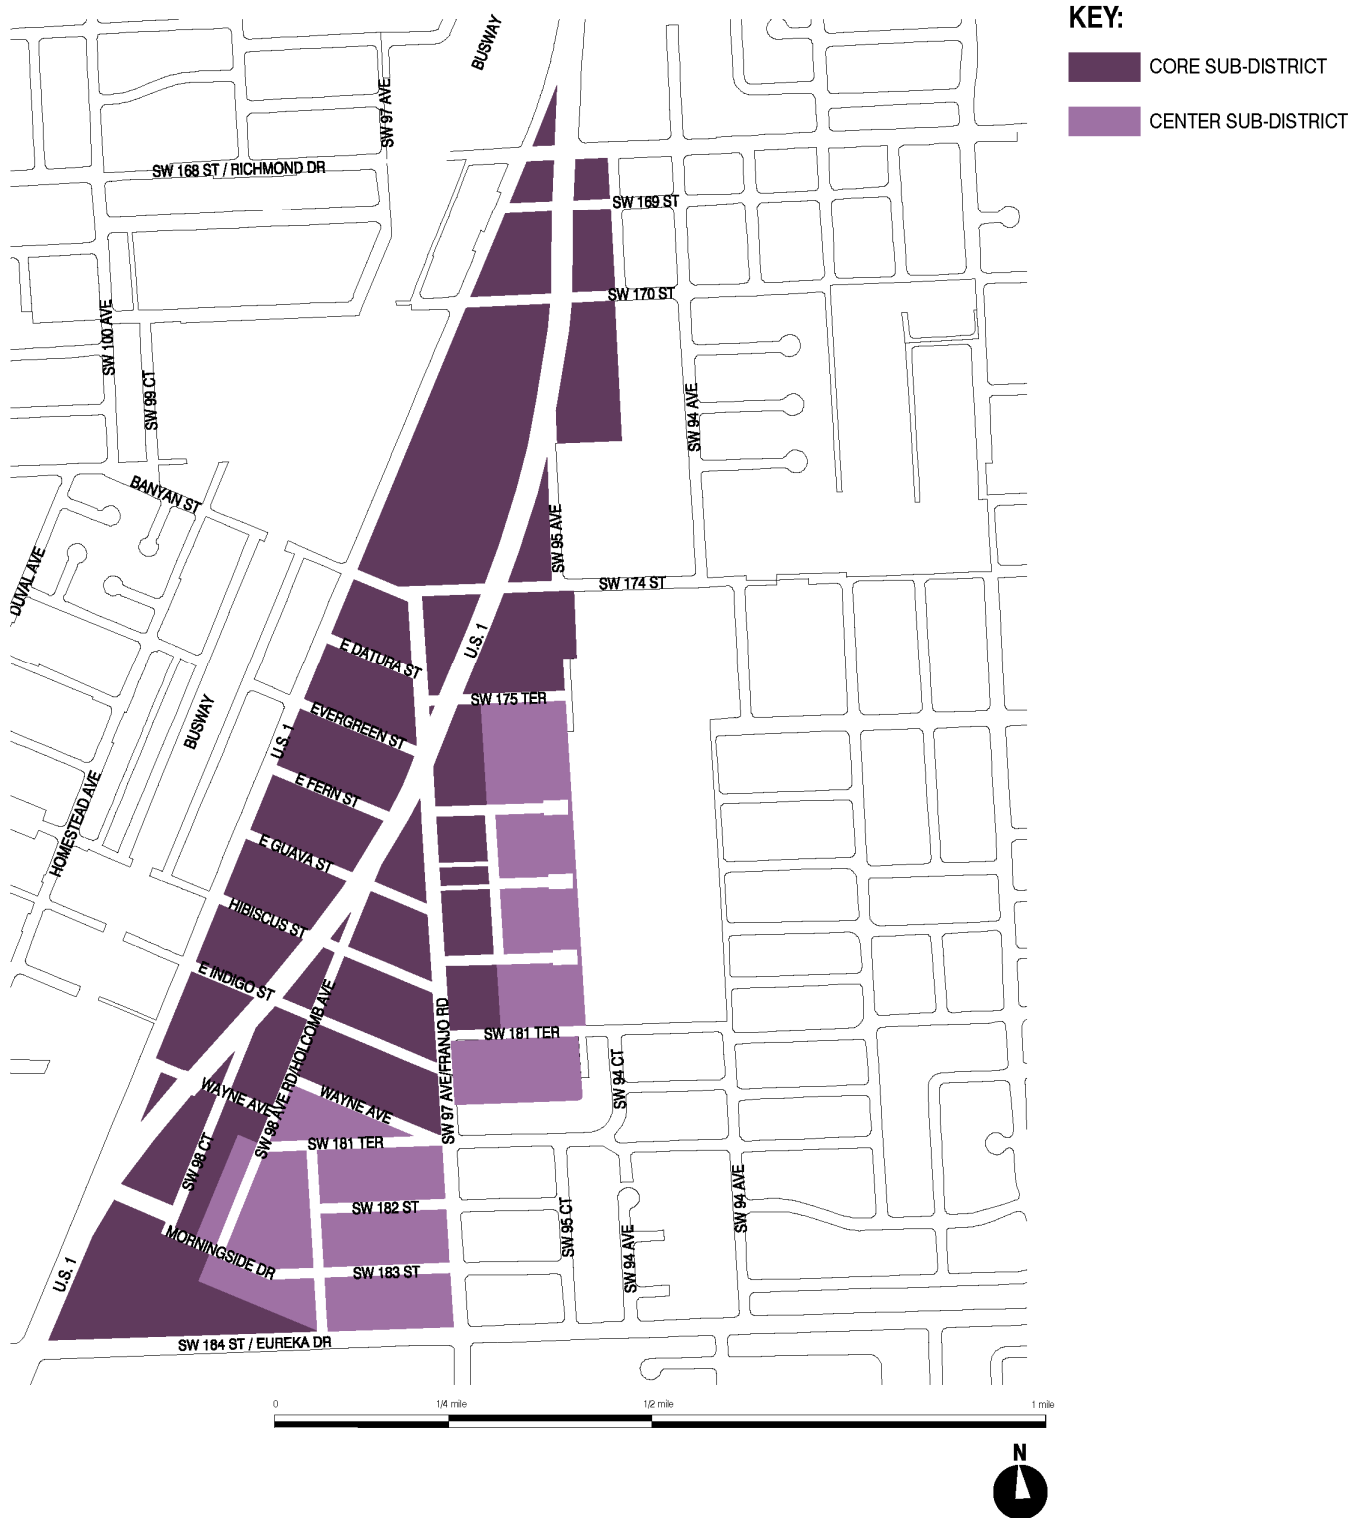 KEY:
CORE SUB-DISTRICT
CENTER SUB-DISTRICT
BUSWAY
SW 97 AVE
SW 168 ST / RICHMOND DR
SW 169 ST
SW 170 ST
SW 100 AVE
SW 99 CT
SW 94 AVE
BANYAN ST
SW 95 AVE
DUVAL AVE
SW 174 ST
E DATURA ST
U.S. 1
SW 175 TER
BUSWAY
U.S. 1
EVERGREEN ST
E FERN ST
HOMESTEAD AVE
E GUAVA ST
HIBISCUS ST
E INDIGO ST
SW 98 AVE RD/HOLCOMB AVE
SW 97 AVE/FRANJO RD
SW 181 TER
SW 94 CT
WAYNE AVE
WAYNE AVE
SW 181 TER
SW 98 CT
SW 94 AVE
SW 182 ST
SW 95 CT
SW 94 AVE
MORNINGSIDE DR
SW 183 ST
U.S. 1
SW 184 ST / EUREKA DR
0
1/4 mile
1/2 mile
1 mile
N